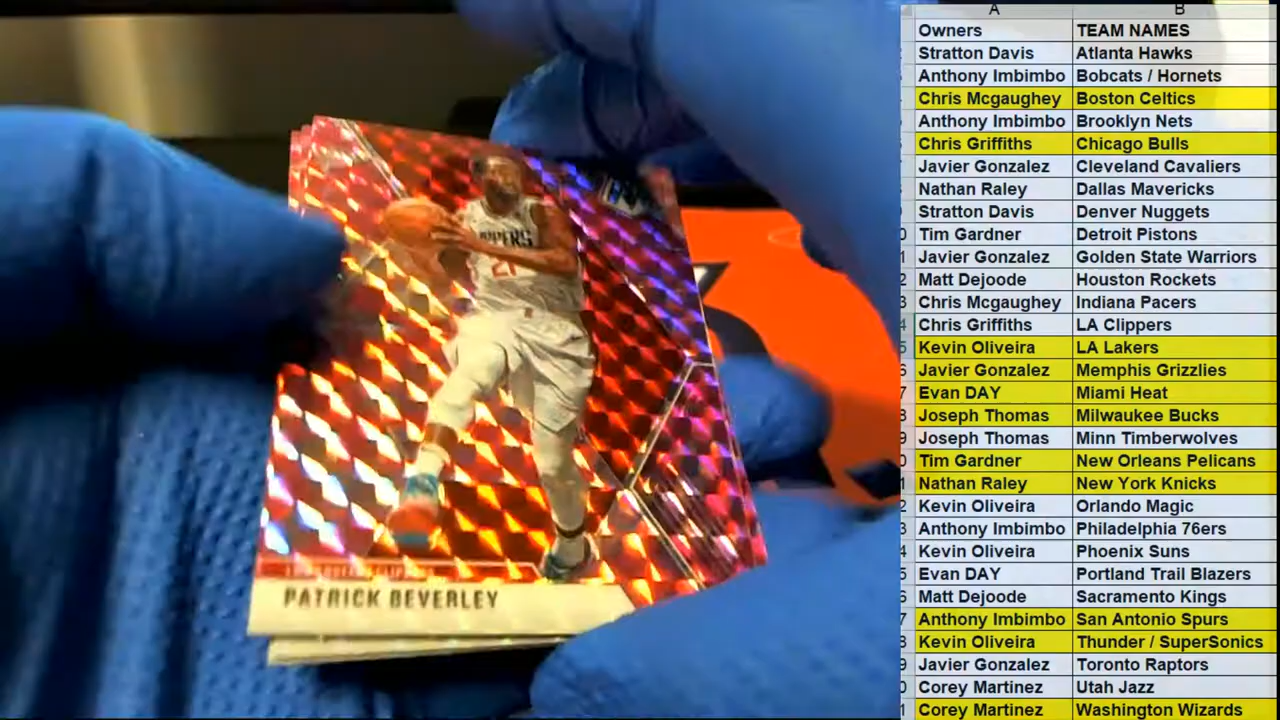 PATRICK BEVERLEY
21
A B
Owners TEAM NAMES
Stratton Davis Atlanta Hawks
Anthony Imbimbo Bobcats / Hornets
Chris Mcgaughey Boston Celtics
Anthony Imbimbo Brooklyn Nets
Chris Griffiths Chicago Bulls
Javier Gonzalez Cleveland Cavaliers
Nathan Raley Dallas Mavericks
Stratton Davis Denver Nuggets
Tim Gardner Detroit Pistons
Javier Gonzalez Golden State Warriors
Matt Dejoode Houston Rockets
Chris Mcgaughey Indiana Pacers
Chris Griffiths LA Clippers
Kevin Oliveira LA Lakers
Javier Gonzalez Memphis Grizzlies
Evan DAY Miami Heat
Joseph Thomas Milwaukee Bucks
Joseph Thomas Minn Timberwolves
Tim Gardner New Orleans Pelicans
Nathan Raley New York Knicks
Kevin Oliveira Orlando Magic
Anthony Imbimbo Philadelphia 76ers
Kevin Oliveira Phoenix Suns
Evan DAY Portland Trail Blazers
Matt Dejoode Sacramento Kings
Anthony Imbimbo San Antonio Spurs
Kevin Oliveira Thunder / SuperSonics
Javier Gonzalez Toronto Raptors
Corey Martinez Utah Jazz
Corey Martinez Washington Wizards